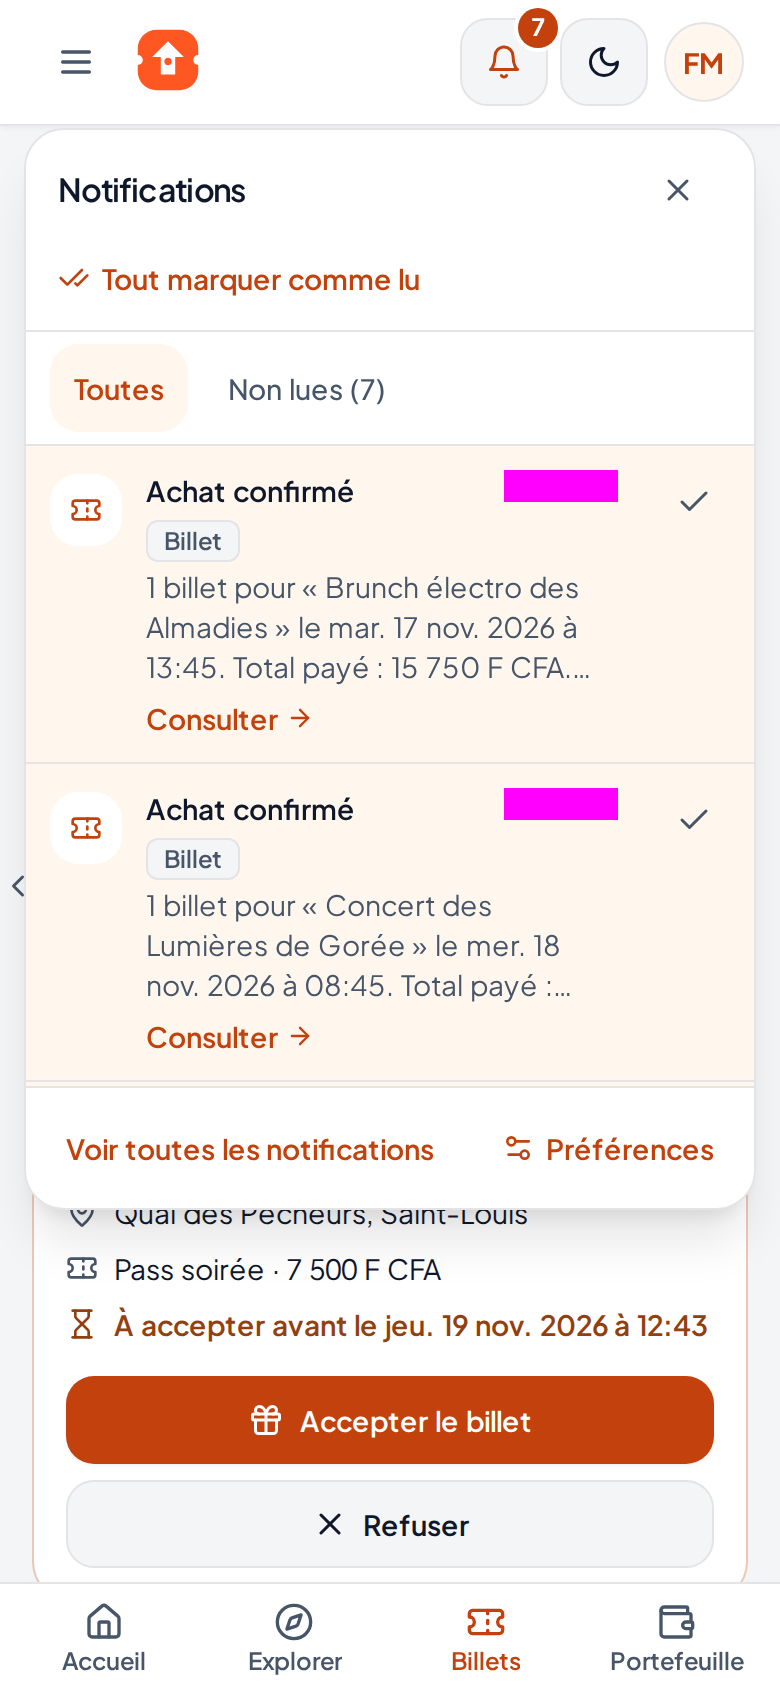 7
FM
Notifications
Tout marquer comme lu
Toutes
Non lues (7)
Achat confirmé
Billet
1 billet pour « Brunch électro des
Almadies » le mar. 17 nov. 2026 à
13:45. Total payé : 15 750 F CFA.…
Consulter →
Achat confirmé
Billet
1 billet pour « Concert des
Lumières de Gorée » le mer. 18
nov. 2026 à 08:45. Total payé :…
Consulter →
Voir toutes les notifications
Préférences
Quai des Pêcheurs, Saint-Louis
Pass soirée · 7 500 F CFA
À accepter avant le jeu. 19 nov. 2026 à 12:43
Accepter le billet
Refuser
Accueil
Explorer
Billets
Portefeuille